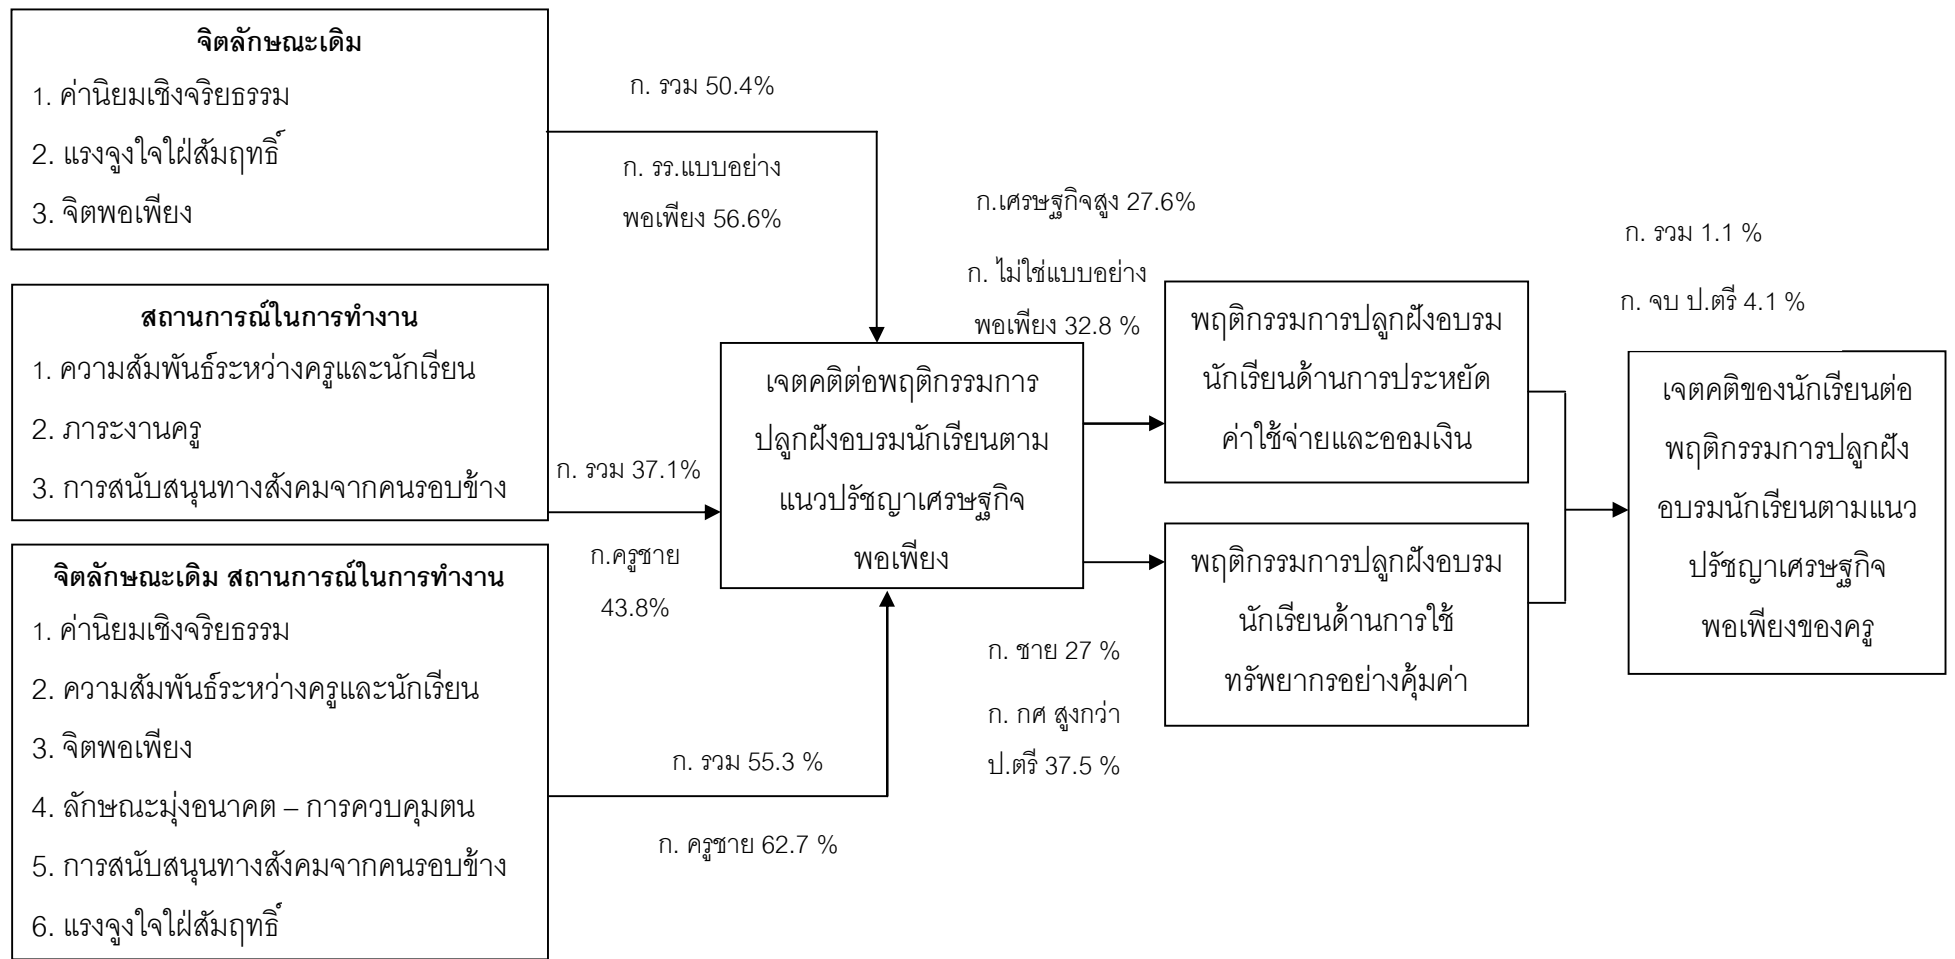 จิตลักษณะเดิม
1. ค่านิยมเชิงจริยธรรม
2. แรงจูงใจใฝ่สัมฤทธิ์
3. จิตพอเพียง
ก. รวม 50.4%
ก. รร.แบบอย่าง
พอเพียง 56.6%
สถานการณ์ในการทำงาน
1. ความสัมพันธ์ระหว่างครูและนักเรียน
2. ภาระงานครู
3. การสนับสนุนทางสังคมจากคนรอบข้าง
ก. รวม 37.1%
ก.ครูชาย
43.8%
จิตลักษณะเดิม สถานการณ์ในการทำงาน
1. ค่านิยมเชิงจริยธรรม
2. ความสัมพันธ์ระหว่างครูและนักเรียน
3. จิตพอเพียง
4. ลักษณะมุ่งอนาคต – การควบคุมตน
5. การสนับสนุนทางสังคมจากคนรอบข้าง
6. แรงจูงใจใฝ่สัมฤทธิ์
ก. รวม 55.3 %
ก. ครูชาย 62.7 %
เจตคติต่อพฤติกรรมการ
ปลูกฝังอบรมนักเรียนตาม
แนวปรัชญาเศรษฐกิจ
พอเพียง
ก.เศรษฐกิจสูง 27.6%
ก. ไม่ใช่แบบอย่าง
พอเพียง 32.8 %
ก. ชาย 27 %
ก. กศ สูงกว่า
ป.ตรี 37.5 %
พฤติกรรมการปลูกฝังอบรม
นักเรียนด้านการประหยัด
ค่าใช้จ่ายและออมเงิน
พฤติกรรมการปลูกฝังอบรม
นักเรียนด้านการใช้
ทรัพยากรอย่างคุ้มค่า
ก. รวม 1.1 %
ก. จบ ป.ตรี 4.1 %
เจตคติของนักเรียนต่อ
พฤติกรรมการปลูกฝัง
อบรมนักเรียนตามแนว
ปรัชญาเศรษฐกิจ
พอเพียงของครู